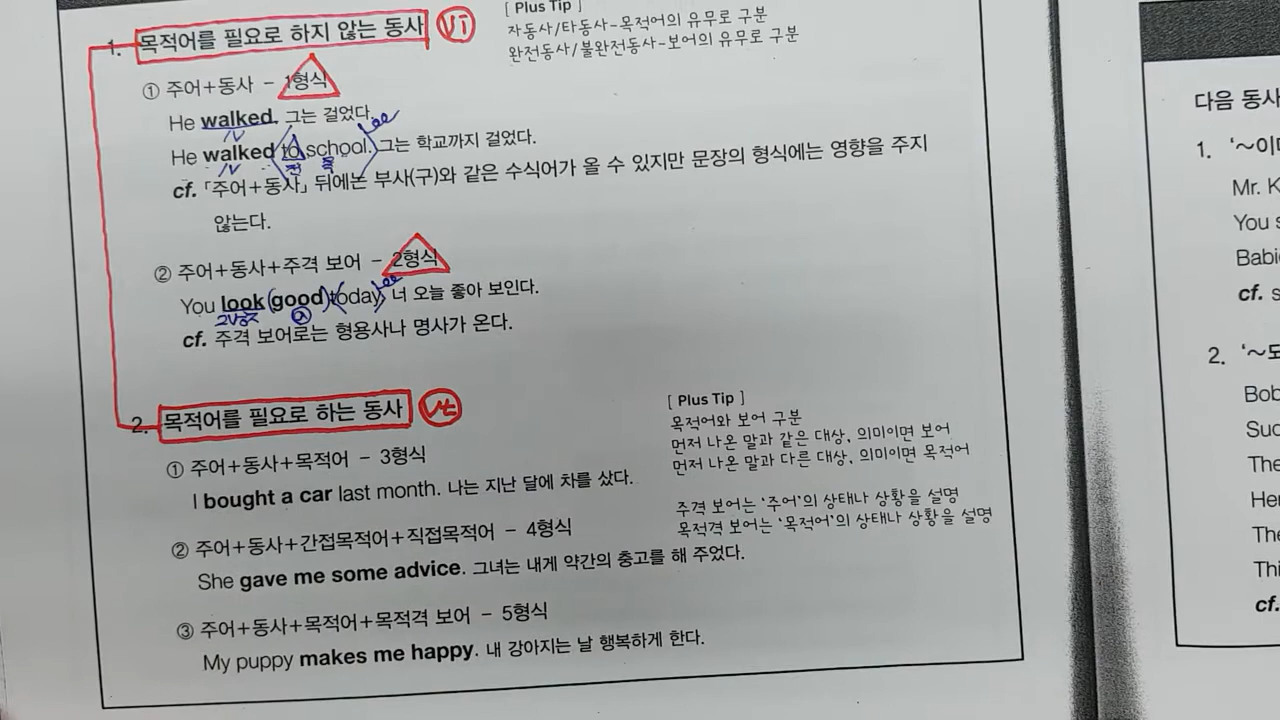 [ Plus Tip ]
자동사/타동사-목적어의 유무로 구분
완전동사/불완전동사-보어의 유무로 구분
1. 목적어를 필요로 하지 않는 동사 vi
① 주어+동사 - 1형식
He walked. 그는 걸었다.
He walked to school. 그는 학교까지 걸었다.
cf. 「주어+동사」 뒤에는 부사(구)와 같은 수식어가 올 수 있지만 문장의 형식에는 영향을 주지
않는다.
② 주어+동사+주격 보어 - 2형식
You look good today. 너 오늘 좋아 보인다.
cf. 주격 보어로는 형용사나 명사가 온다.
2. 목적어를 필요로 하는 동사 vt
[ Plus Tip ]
목적어와 보어 구분
먼저 나온 말과 같은 대상, 의미이면 보어
먼저 나온 말과 다른 대상, 의미이면 목적어
주격 보어는 '주어'의 상태나 상황을 설명
목적격 보어는 '목적어'의 상태나 상황을 설명
① 주어+동사+목적어 - 3형식
I bought a car last month. 나는 지난 달에 차를 샀다.
② 주어+동사+간접목적어+직접목적어 - 4형식
She gave me some advice. 그녀는 내게 약간의 충고를 해 주었다.
③ 주어+동사+목적어+목적격 보어 - 5형식
My puppy makes me happy. 내 강아지는 날 행복하게 한다.
다음 동사
1. '~이
Mr. K
You s
Babi
cf. s
2. '~도
Bob
Suc
The
Her
The
Thi
cf.